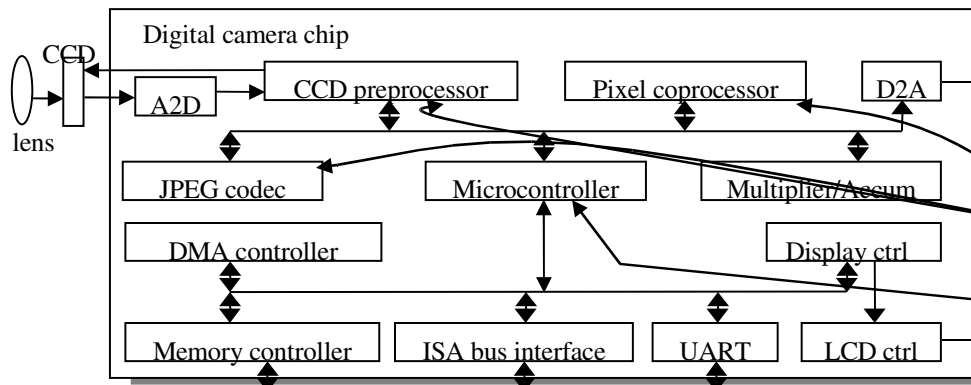 Digital camera chip
CCD
lens
A2D
CCD preprocessor
Pixel coprocessor
D2A
JPEG codec
Microcontroller
Multiplier/Accum
DMA controller
Display ctrl
Memory controller
ISA bus interface
UART
LCD ctrl